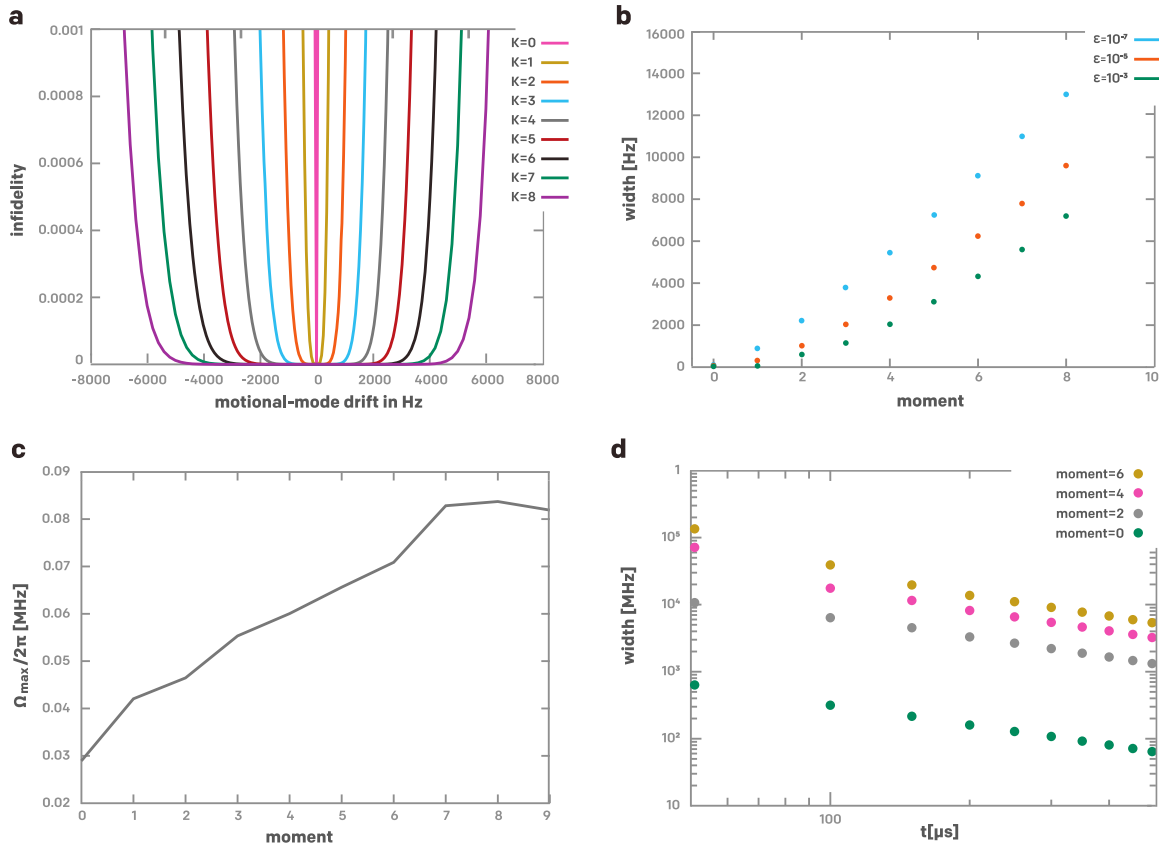 a
0.001
0.0008
0.0006
0.0004
0.0002
0
infidelity
K=0
K=1
K=2
K=3
K=4
K=5
K=6
K=7
K=8
-8000 -6000 -4000 -2000 0 2000 4000 6000 8000
motional-mode drift in Hz
b
16000
14000
12000
10000
8000
6000
4000
2000
0
width [Hz]
ε=10⁻⁷
ε=10⁻⁵
ε=10⁻³
0 2 4 6 8 10
moment
c
0.09
0.08
0.07
0.06
0.05
0.04
0.03
0.02
Ωmax/2π [MHz]
0 1 2 3 4 5 6 7 8 9
moment
d
1
10⁵
10⁴
10³
10²
10
width [MHz]
moment=6
moment=4
moment=2
moment=0
100
t[µs]